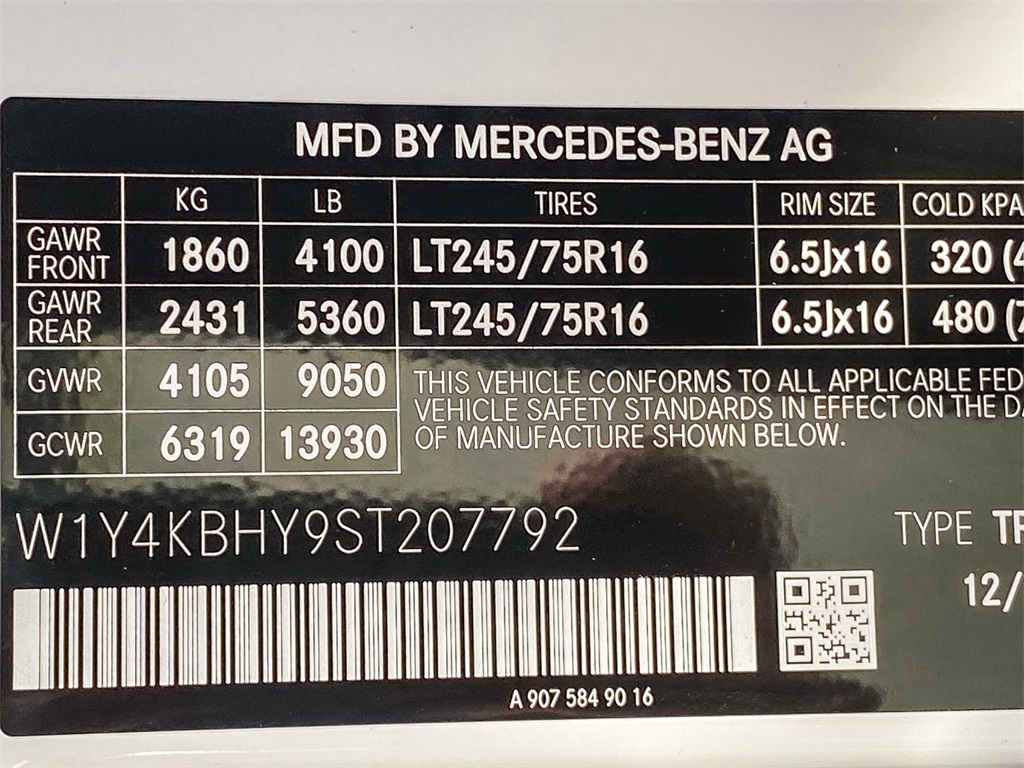 MFD BY MERCEDES-BENZ AG
KG LB TIRES RIM SIZE COLD KPA
GAWR FRONT 1860 4100 LT245/75R16 6.5Jx16 320 (4
GAWR REAR 2431 5360 LT245/75R16 6.5Jx16 480 (7
GVWR 4105 9050
GCWR 6319 13930
THIS VEHICLE CONFORMS TO ALL APPLICABLE FED
VEHICLE SAFETY STANDARDS IN EFFECT ON THE DA
OF MANUFACTURE SHOWN BELOW.
W1Y4KBHY9ST207792
TYPE TR
12/
A 907 584 90 16